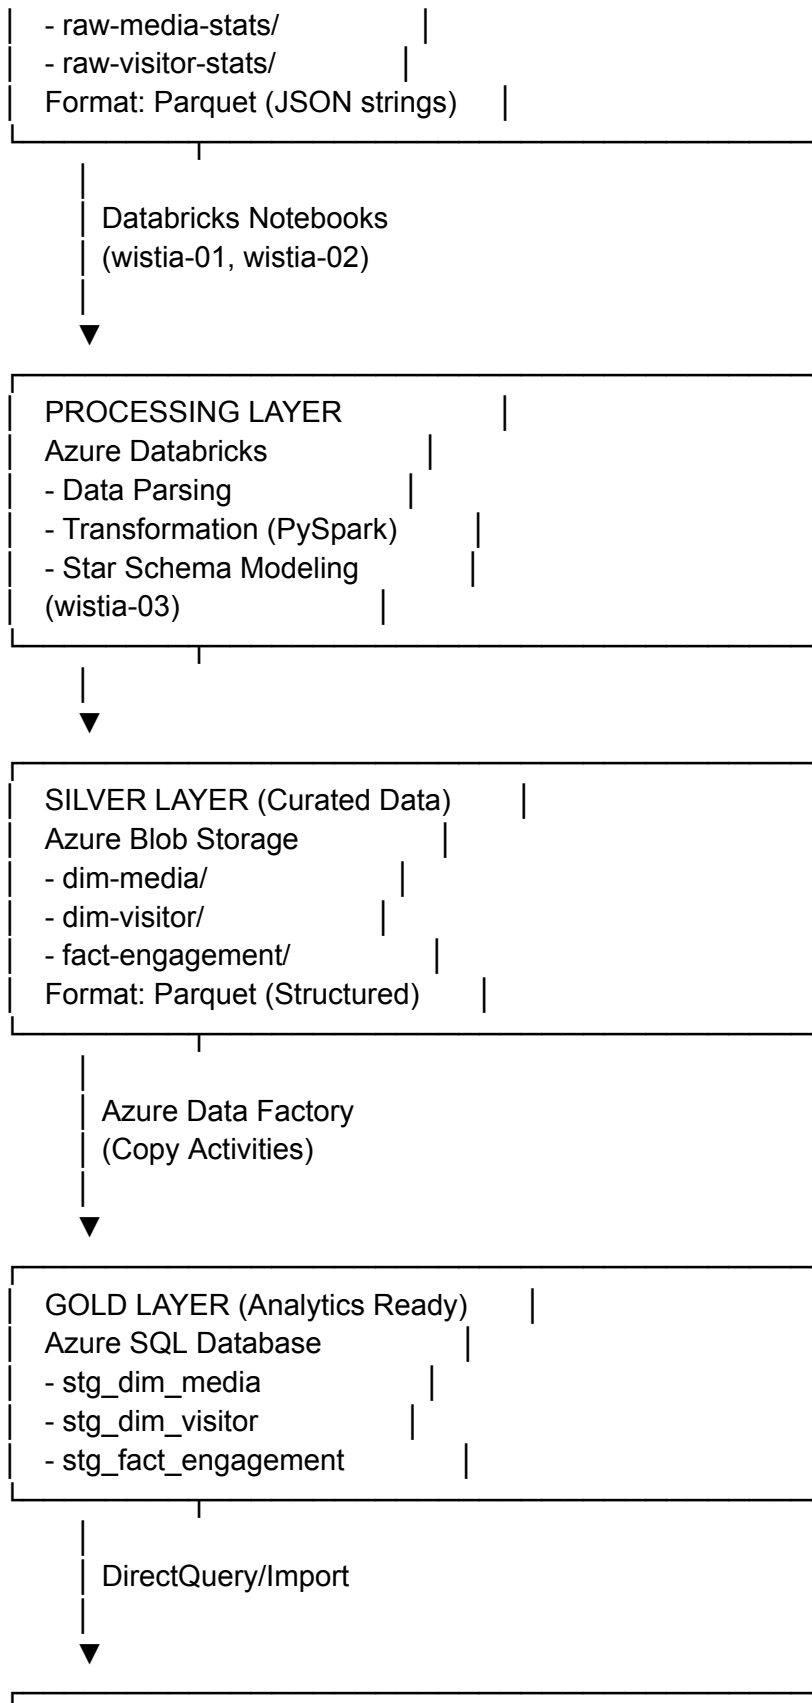 - raw-media-stats/
- raw-visitor-stats/
Format: Parquet (JSON strings)
Databricks Notebooks
(wistia-01, wistia-02)
PROCESSING LAYER
Azure Databricks
- Data Parsing
- Transformation (PySpark)
- Star Schema Modeling
(wistia-03)
SILVER LAYER (Curated Data)
Azure Blob Storage
- dim-media/
- dim-visitor/
- fact-engagement/
Format: Parquet (Structured)
Azure Data Factory
(Copy Activities)
GOLD LAYER (Analytics Ready)
Azure SQL Database
- stg_dim_media
- stg_dim_visitor
- stg_fact_engagement
DirectQuery/Import